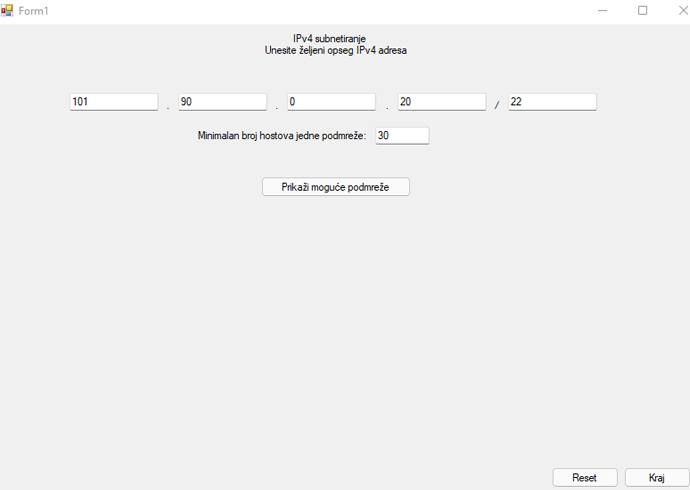 Form1
IPv4 subnetiranje
Unesite željeni opseg IPv4 adresa
101 . 90 . 0 . 20 / 22
Minimalan broj hostova jedne podmreže: 30
Prikaži moguće podmreže
Reset Kraj